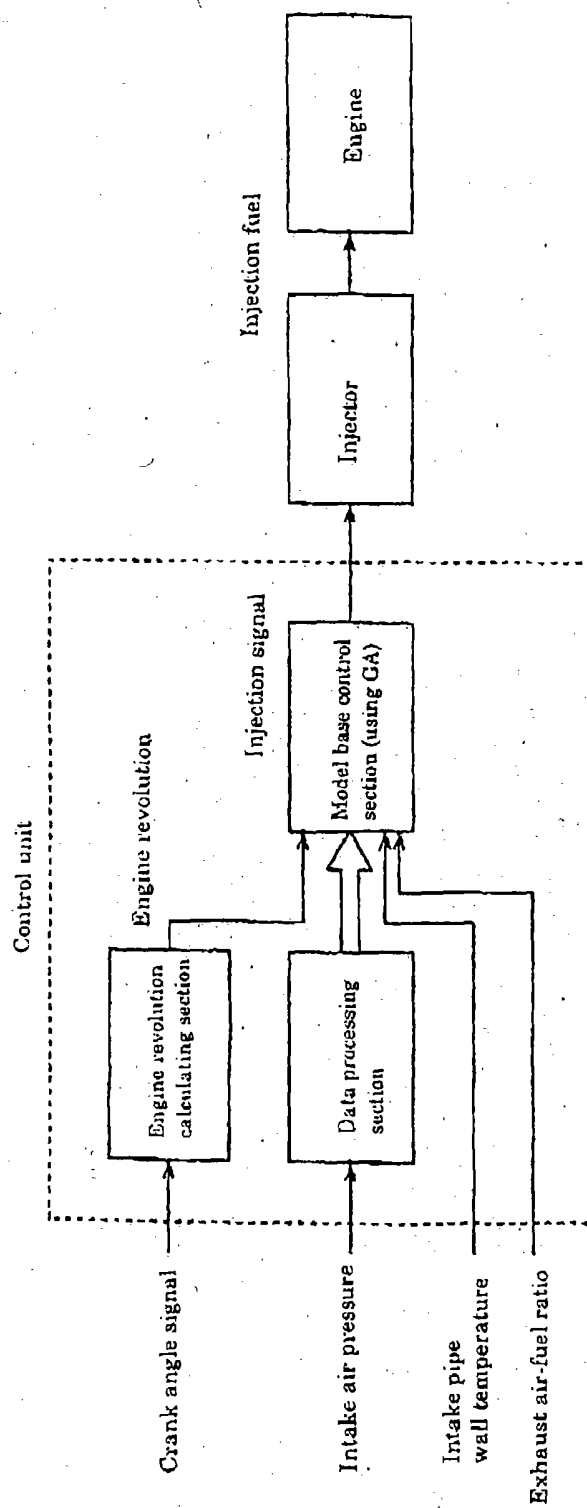 Control unit
Crank angle signal
Engine revolution
calculating section
Engine revolution
Intake air pressure
Data processing
section
Injection signal
Model base control
section (using GA)
Injector
Injection fuel
Engine
Intake pipe
wall temperature
Exhaust air-fuel ratio